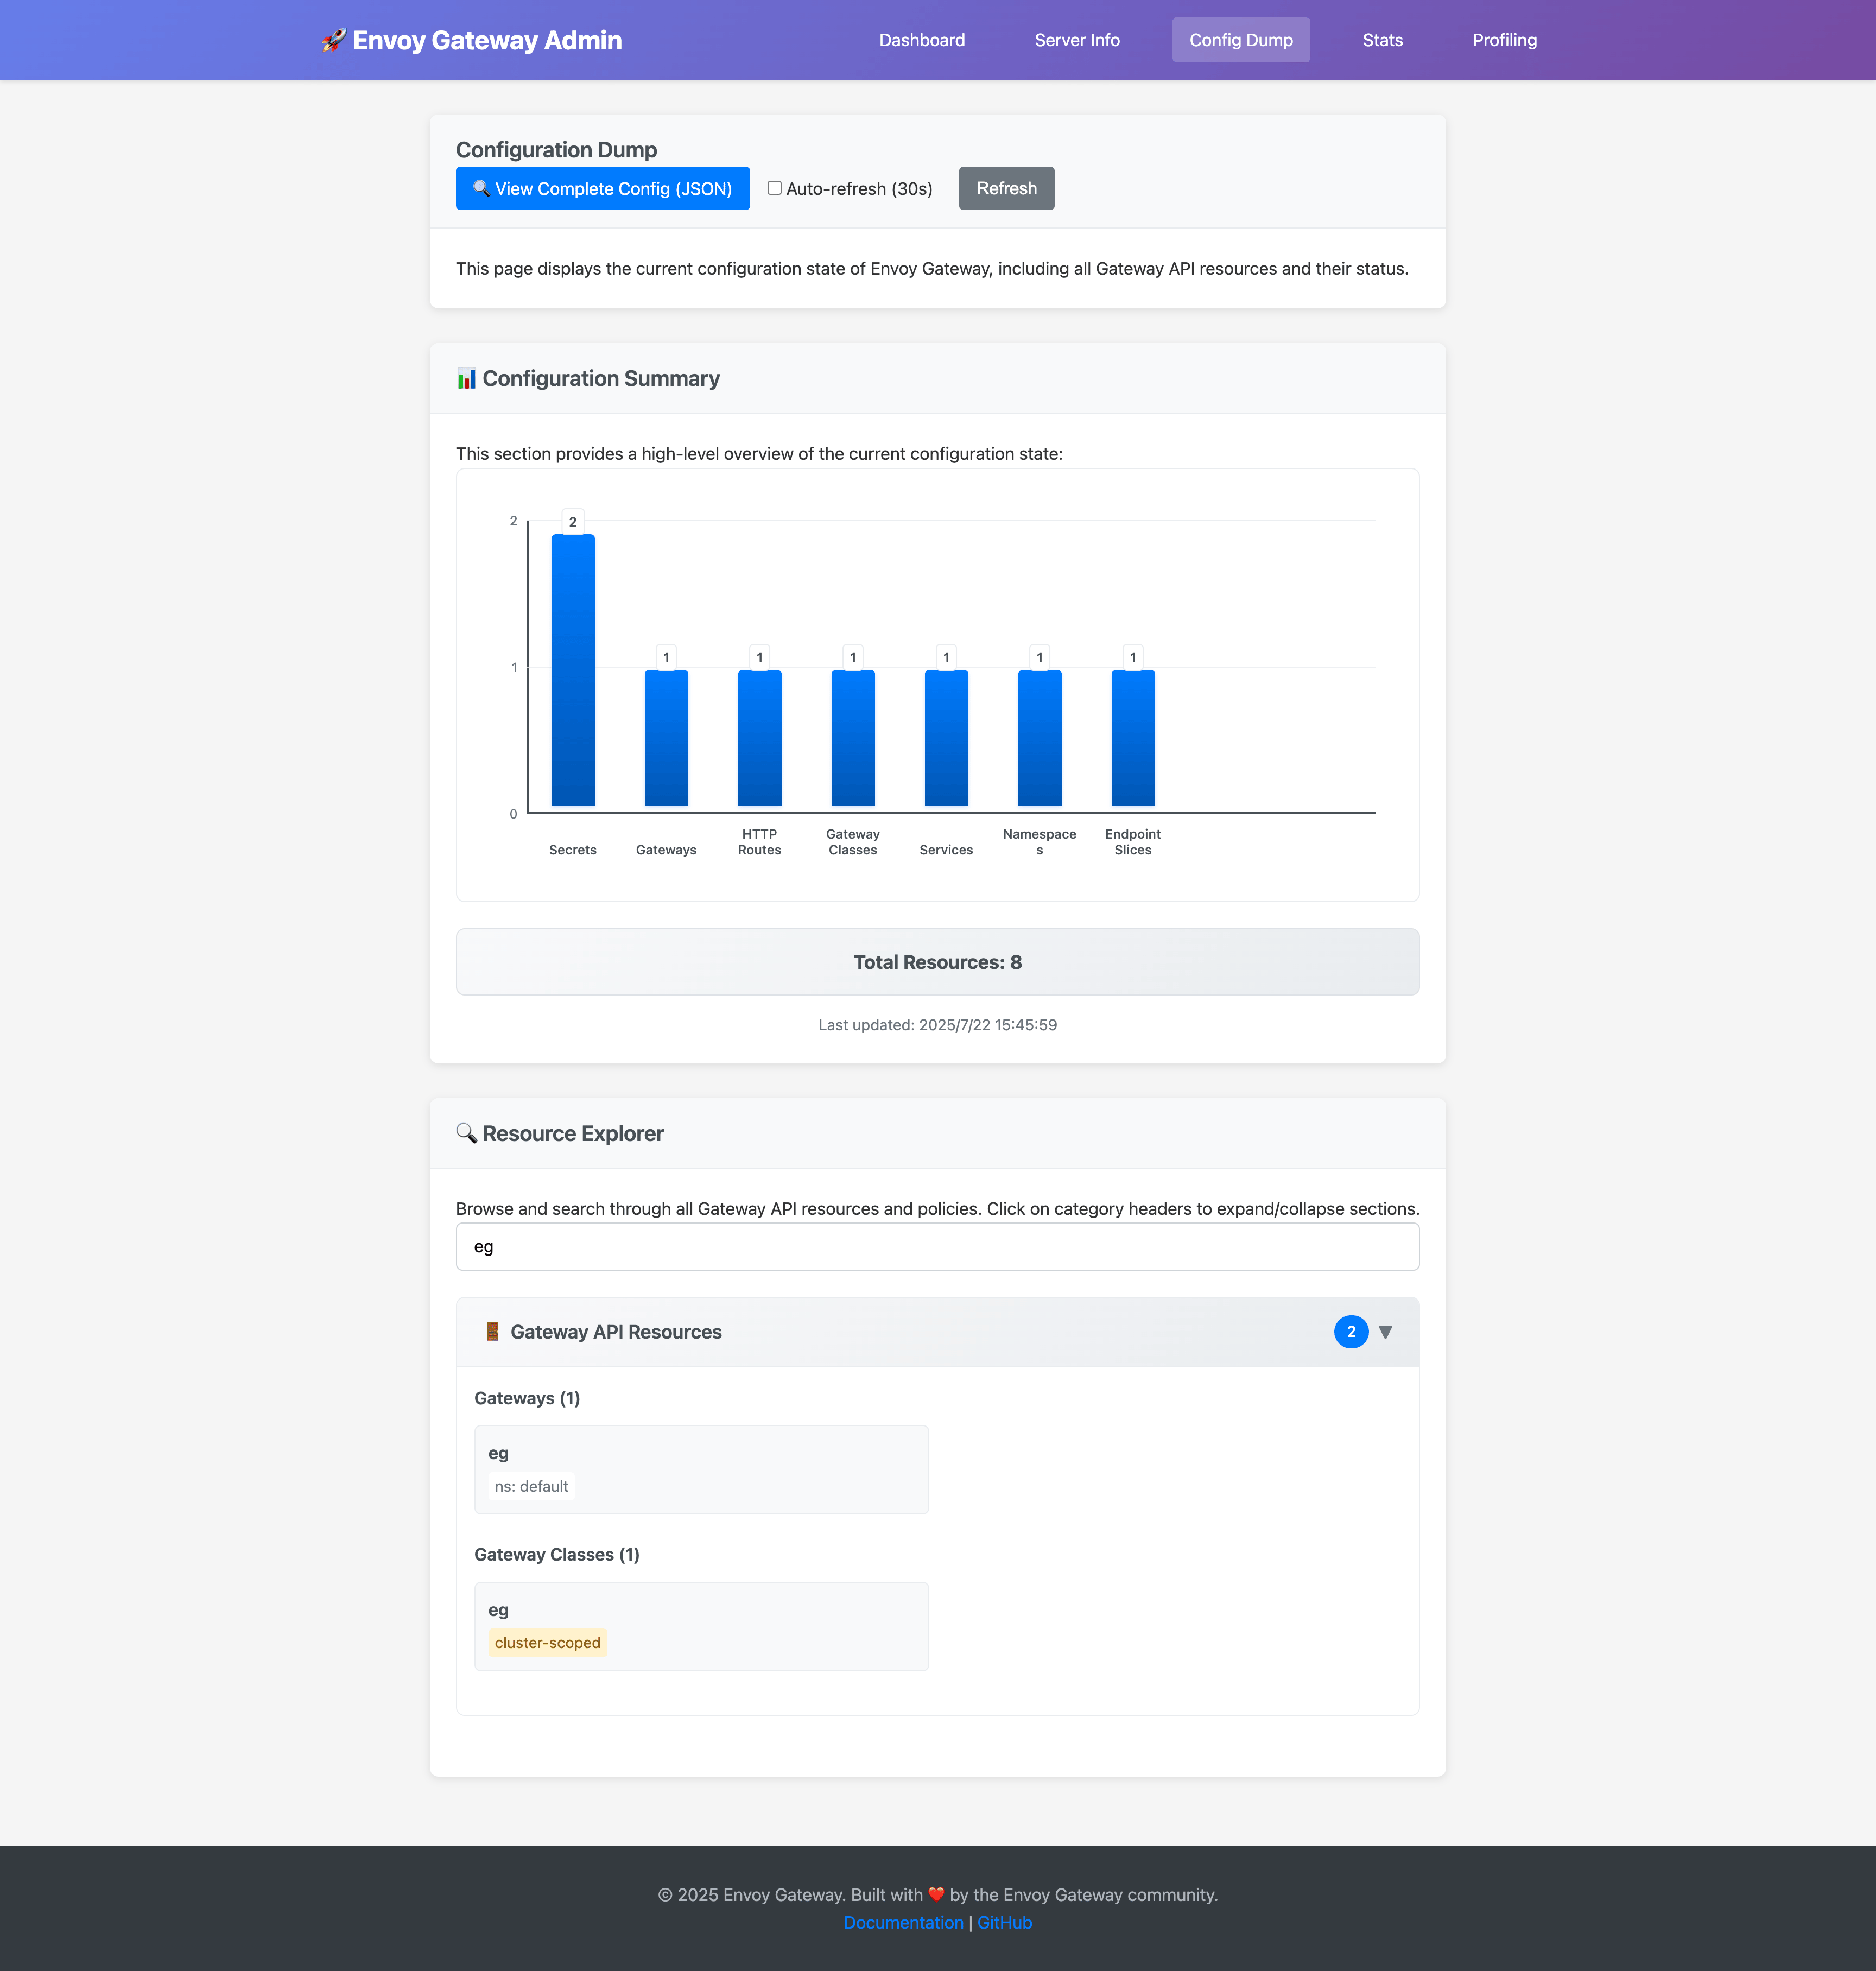 🚀 Envoy Gateway Admin
Dashboard
Server Info
Config Dump
Stats
Profiling
Configuration Dump
🔍 View Complete Config (JSON)
Auto-refresh (30s)
Refresh
This page displays the current configuration state of Envoy Gateway, including all Gateway API resources and their status.
📊 Configuration Summary
This section provides a high-level overview of the current configuration state:
2
1
0
2
1
1
1
1
1
1
Secrets
Gateways
HTTP
Routes
Gateway
Classes
Services
Namespace
s
Endpoint
Slices
Total Resources: 8
Last updated: 2025/7/22 15:45:59
🔍 Resource Explorer
Browse and search through all Gateway API resources and policies. Click on category headers to expand/collapse sections.
eg
🚪 Gateway API Resources
2 ▼
Gateways (1)
eg
ns: default
Gateway Classes (1)
eg
cluster-scoped
© 2025 Envoy Gateway. Built with ❤️ by the Envoy Gateway community.
Documentation | GitHub